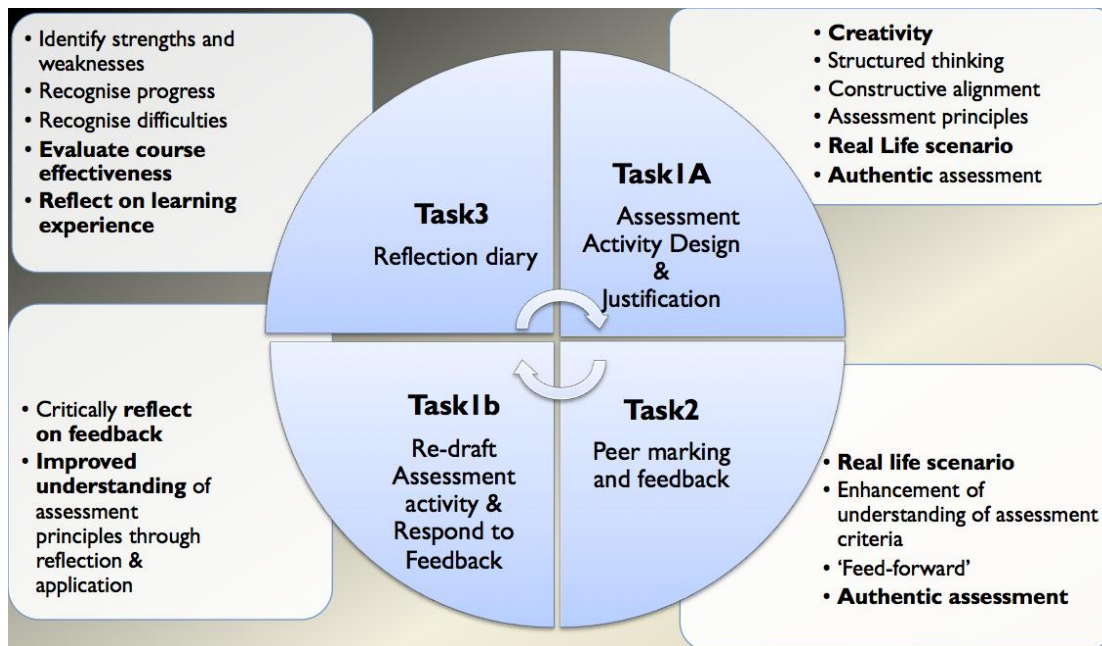 • Identify strengths and
weaknesses
• Recognise progress
• Recognise difficulties
• Evaluate course
effectiveness
• Reflect on learning
experience
Task3
Reflection diary
• Creativity
• Structured thinking
• Constructive alignment
• Assessment principles
• Real Life scenario
• Authentic assessment
Task1A
Assessment
Activity Design
&
Justification
• Critically reflect
on feedback
• Improved
understanding of
assessment
principles through
reflection &
application
Task1b
Re-draft
Assessment
activity &
Respond to
Feedback
Task2
Peer marking
and feedback
• Real life scenario
• Enhancement of
understanding of assessment
criteria
• ‘Feed-forward’
• Authentic assessment